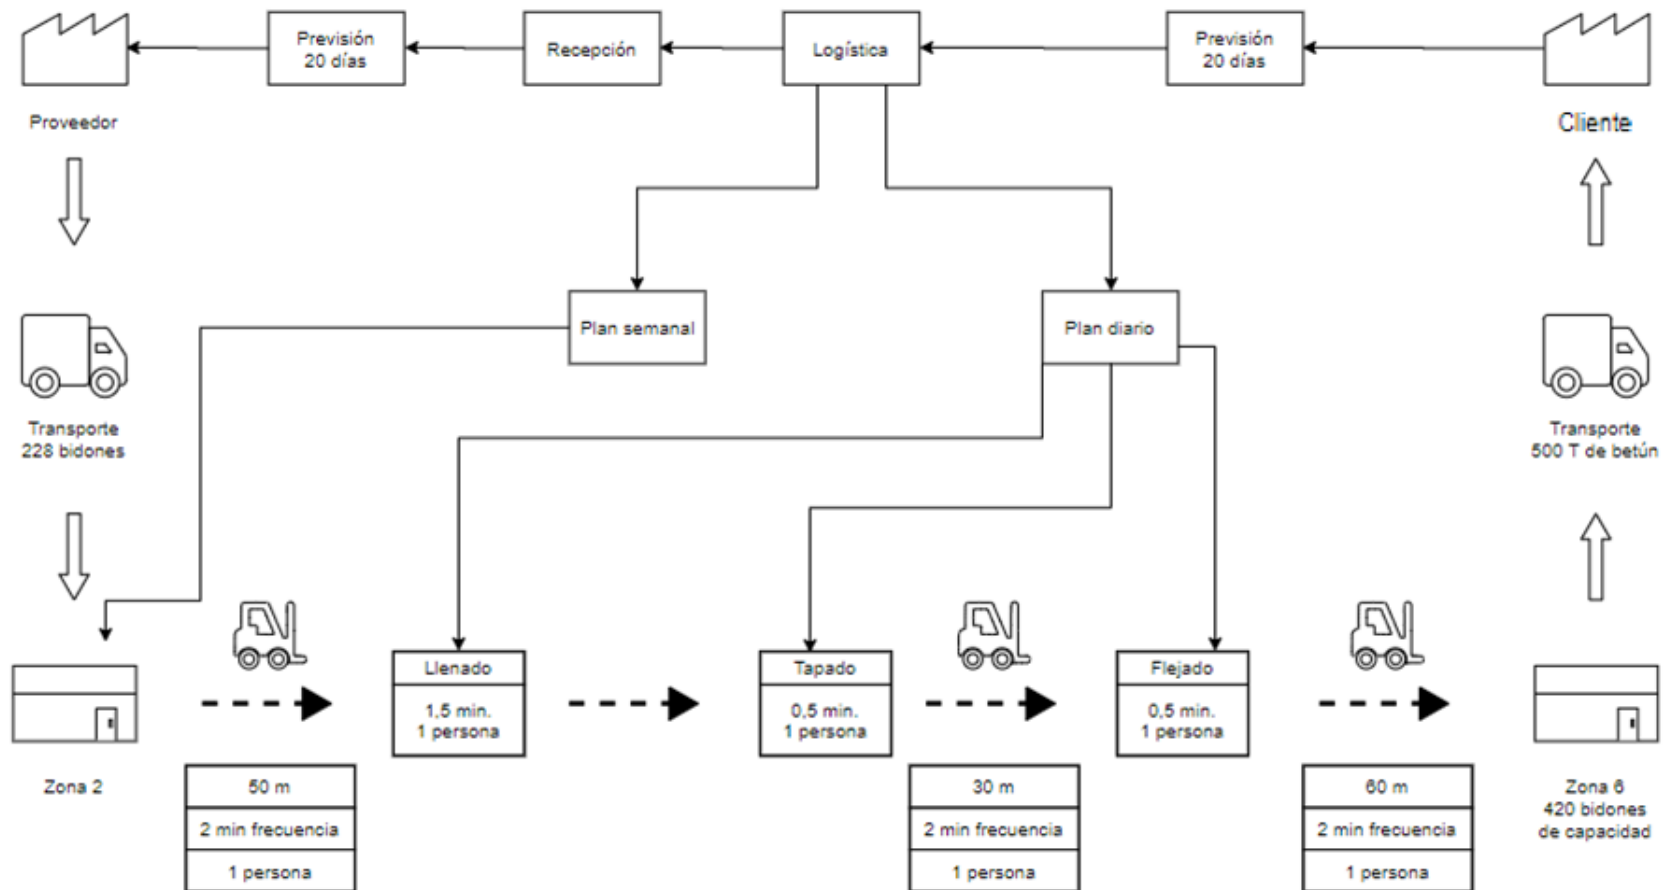 Previsión
20 días
Recepción
Logística
Previsión
20 días
Proveedor
Cliente
Plan semanal
Plan diario
Transporte
228 bidones
Transporte
500 T de betún
Llenado
1,5 min.
1 persona
Tapado
0,5 min.
1 persona
Flejado
0,5 min.
1 persona
Zona 2
50 m
2 min frecuencia
1 persona
30 m
2 min frecuencia
1 persona
60 m
2 min frecuencia
1 persona
Zona 6
420 bidones
de capacidad